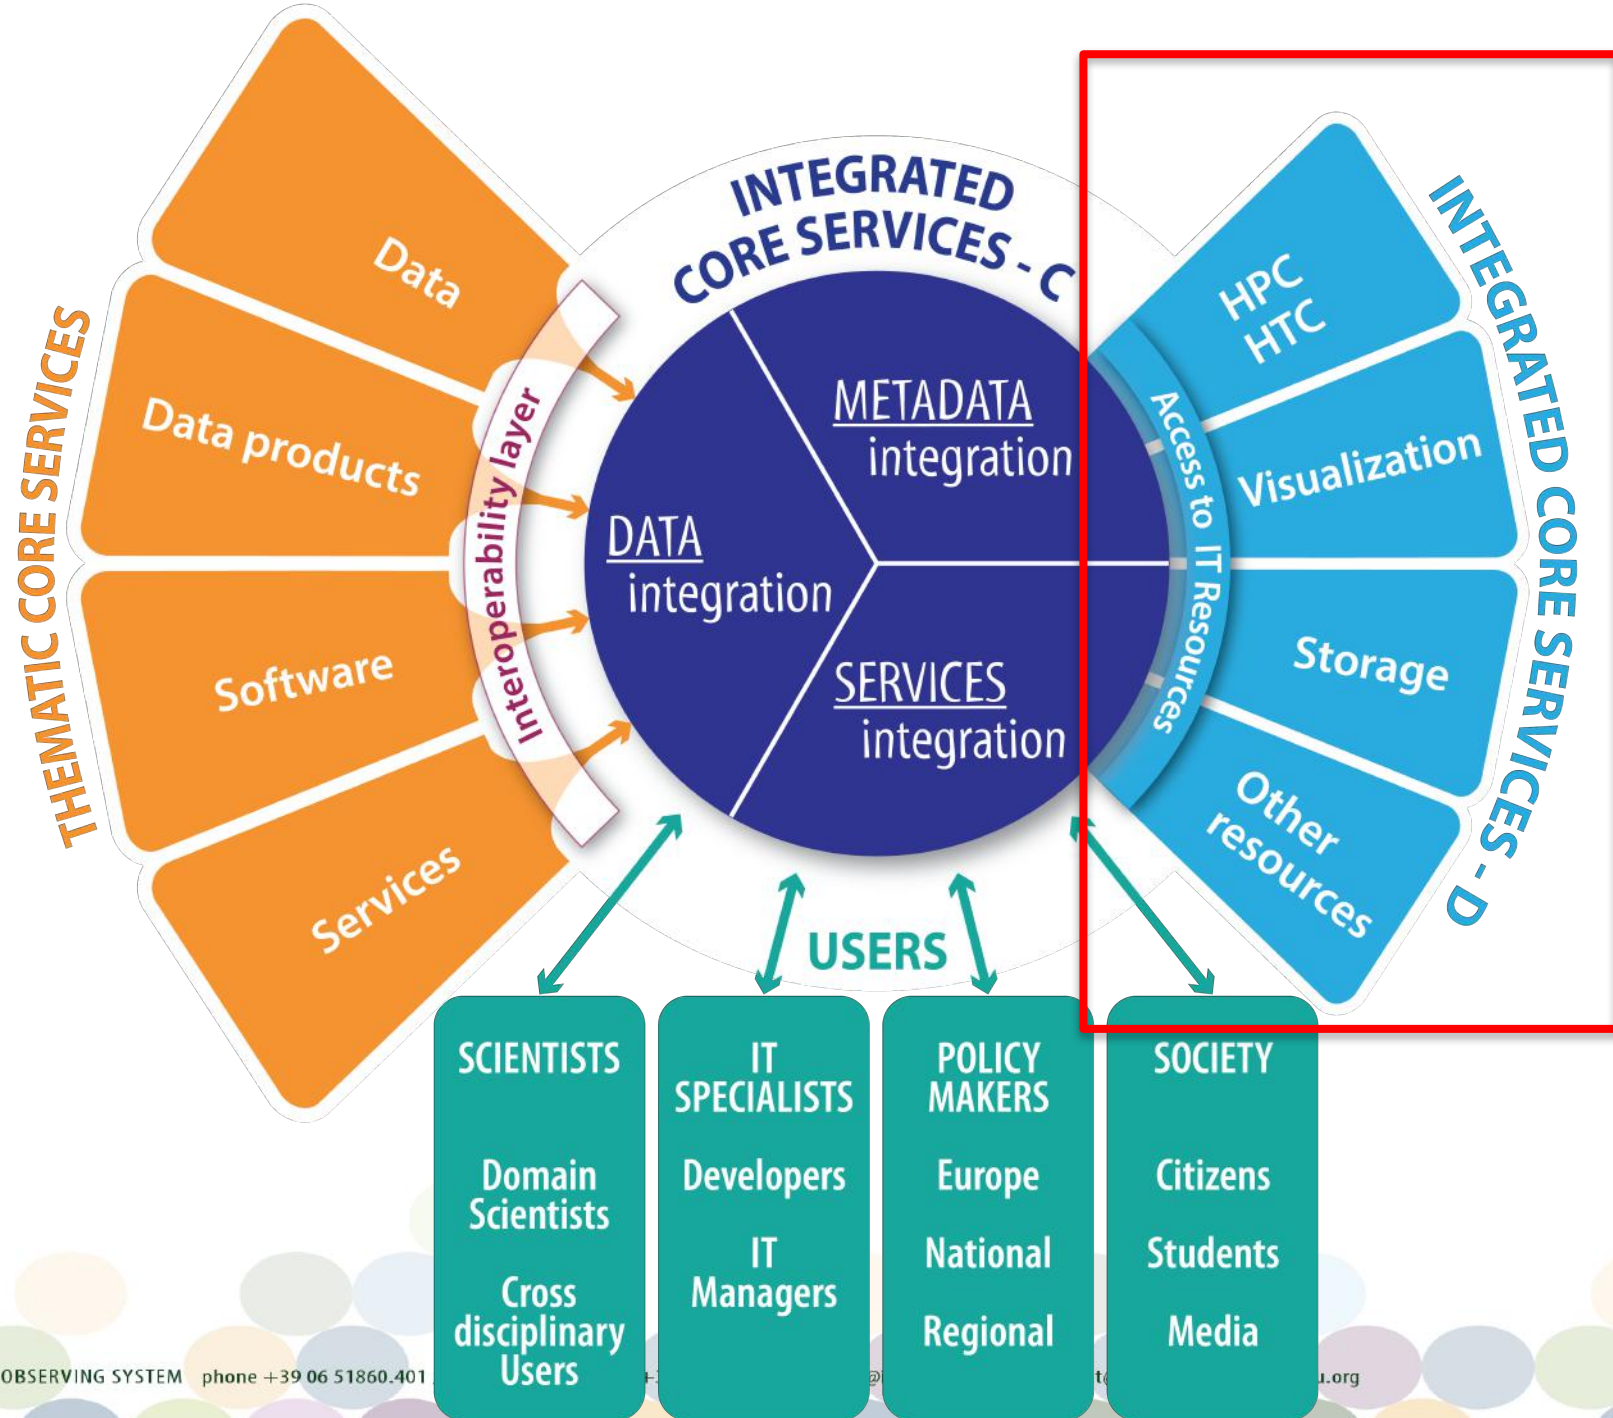 THEMATIC CORE SERVICES
Data
Data products
Software
Services
Interoperability layer
INTEGRATED
CORE SERVICES - C
METADATA
integration
DATA
integration
SERVICES
integration
Access to IT Resources
HPC
HTC
Visualization
Storage
Other
resources
INTEGRATED CORE SERVICES - D
USERS
SCIENTISTS
Domain
Scientists
Cross
disciplinary
Users
IT
SPECIALISTS
Developers
IT
Managers
POLICY
MAKERS
Europe
National
Regional
SOCIETY
Citizens
Students
Media
OBSERVING SYSTEM phone +39 06 51860.401
.org